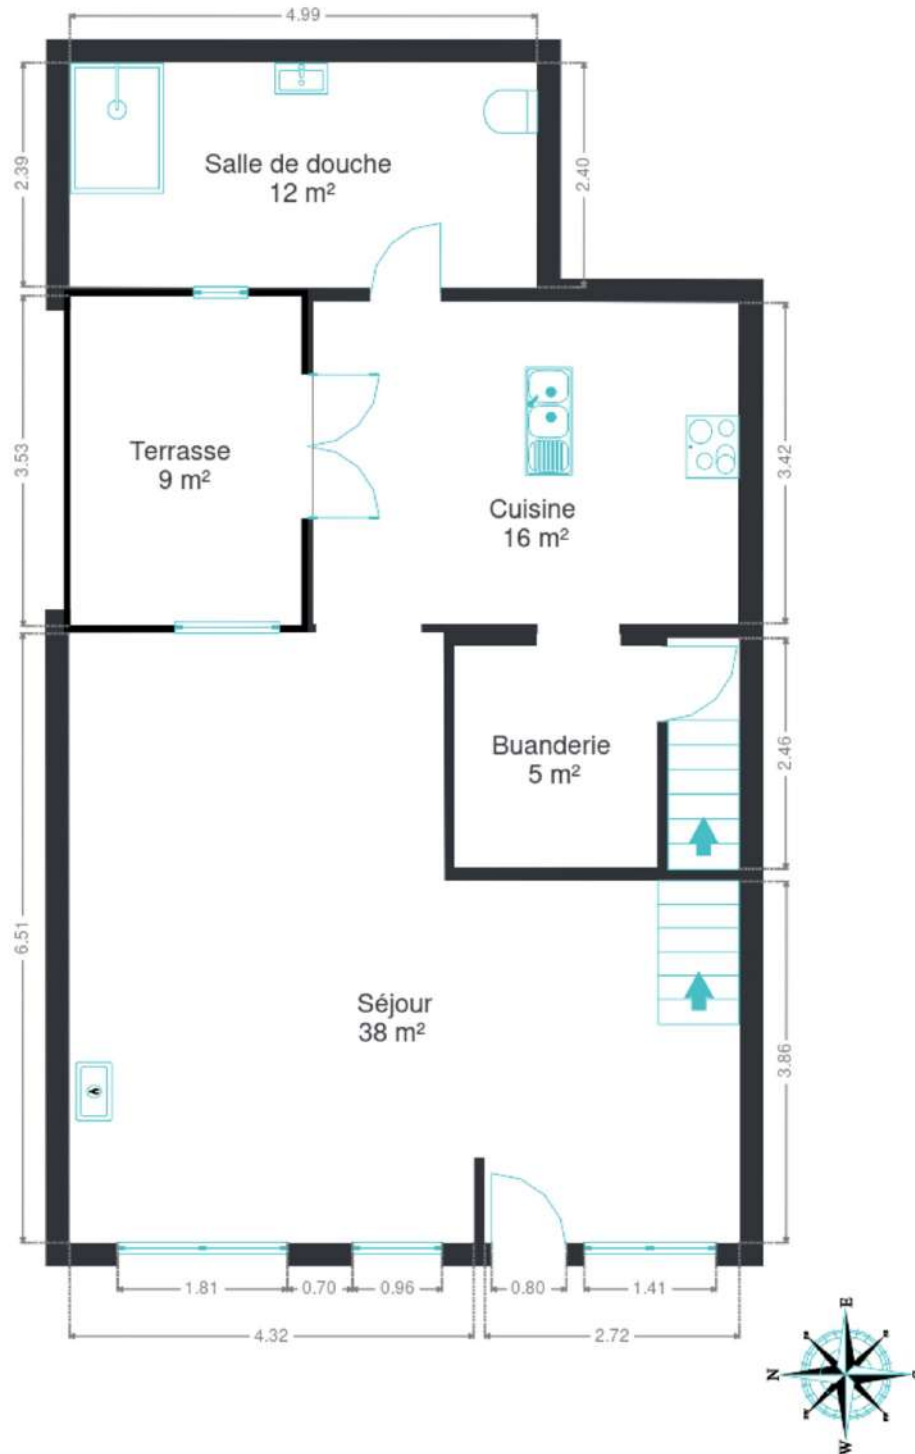 4.99
2.39
2.40
Salle de douche
12 m²
3.53
3.42
Terrasse
9 m²
Cuisine
16 m²
2.46
Buanderie
5 m²
6.51
3.86
Séjour
38 m²
1.81
0.70
0.96
0.80
1.41
4.32
2.72
E
N
W